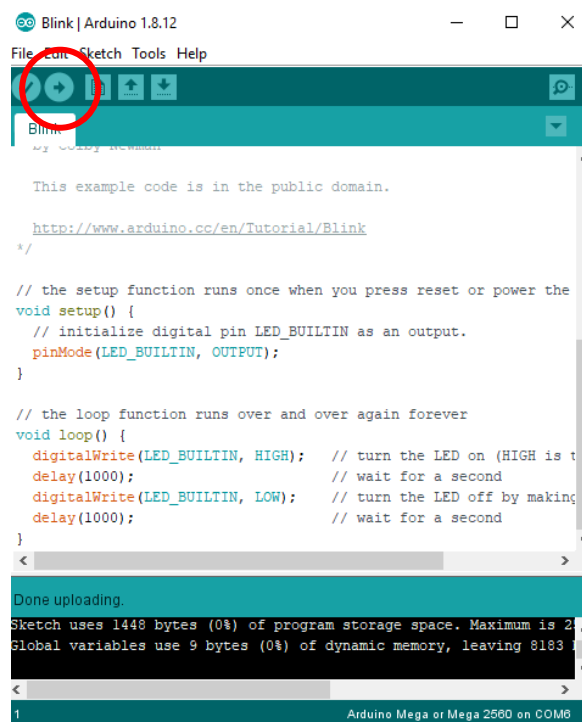 Blink | Arduino 1.8.12
File Edit Sketch Tools Help
Blink
by Colby Newman
This example code is in the public domain.
http://www.arduino.cc/en/Tutorial/Blink
*/
// the setup function runs once when you press reset or power the
void setup() {
// initialize digital pin LED_BUILTIN as an output.
pinMode(LED_BUILTIN, OUTPUT);
}
// the loop function runs over and over again forever
void loop() {
digitalWrite(LED_BUILTIN, HIGH); // turn the LED on (HIGH is t
delay(1000); // wait for a second
digitalWrite(LED_BUILTIN, LOW); // turn the LED off by making
delay(1000); // wait for a second
}
Done uploading.
Sketch uses 1448 bytes (0%) of program storage space. Maximum is 2
Global variables use 9 bytes (0%) of dynamic memory, leaving 8183
1 Arduino Mega or Mega 2560 on COM6